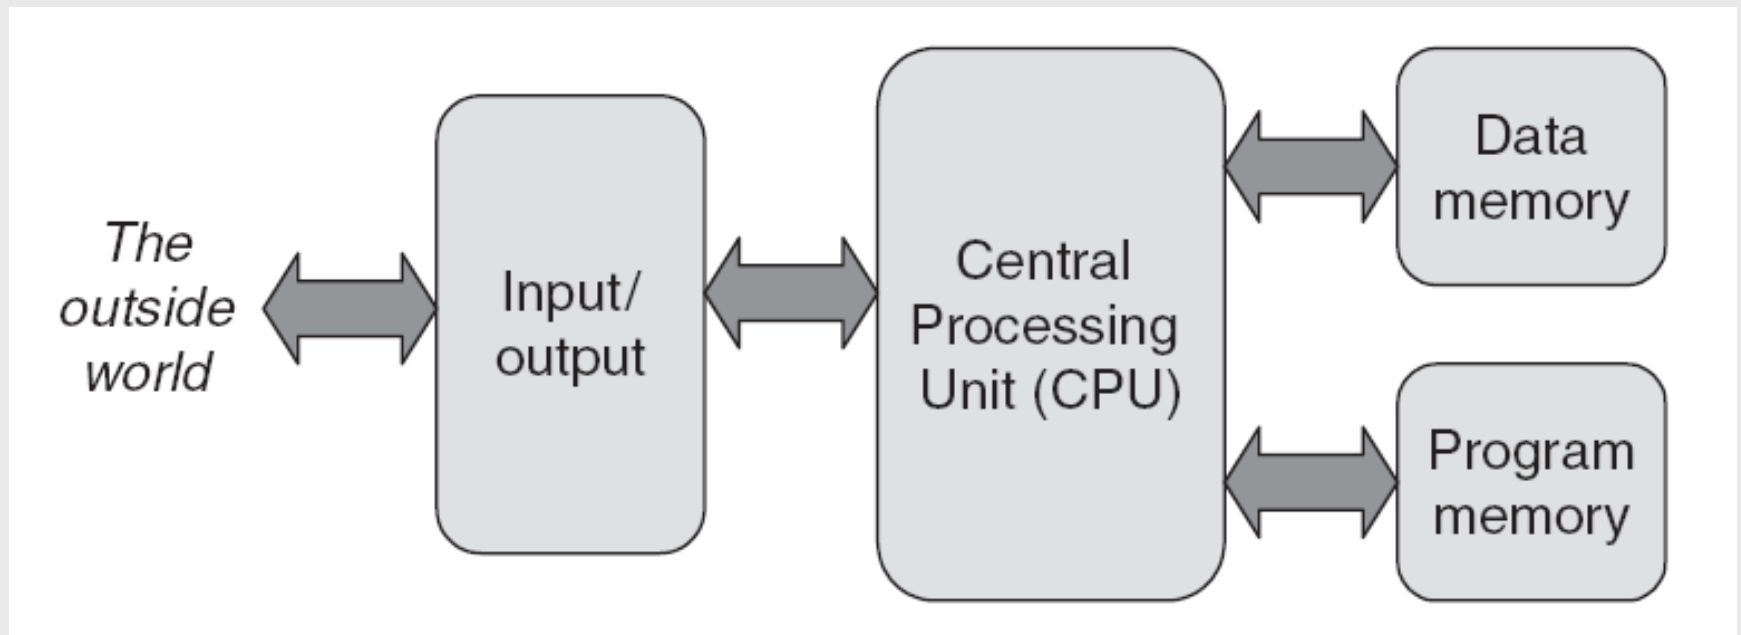 The
outside
world
Input/
output
Central
Processing
Unit (CPU)
Data
memory
Program
memory